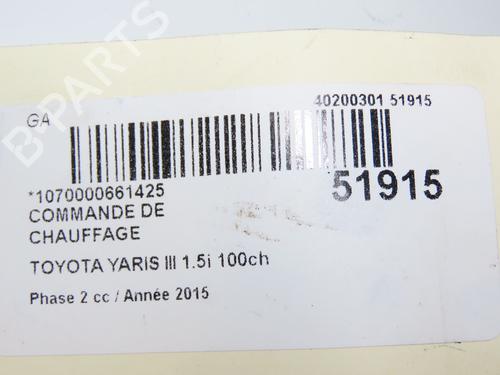 GA
40200301 51915
*1070000661425
51915
COMMANDE DE
CHAUFFAGE
TOYOTA YARIS III 1.5i 100ch
Phase 2 cc / Année 2015
B-PARTS